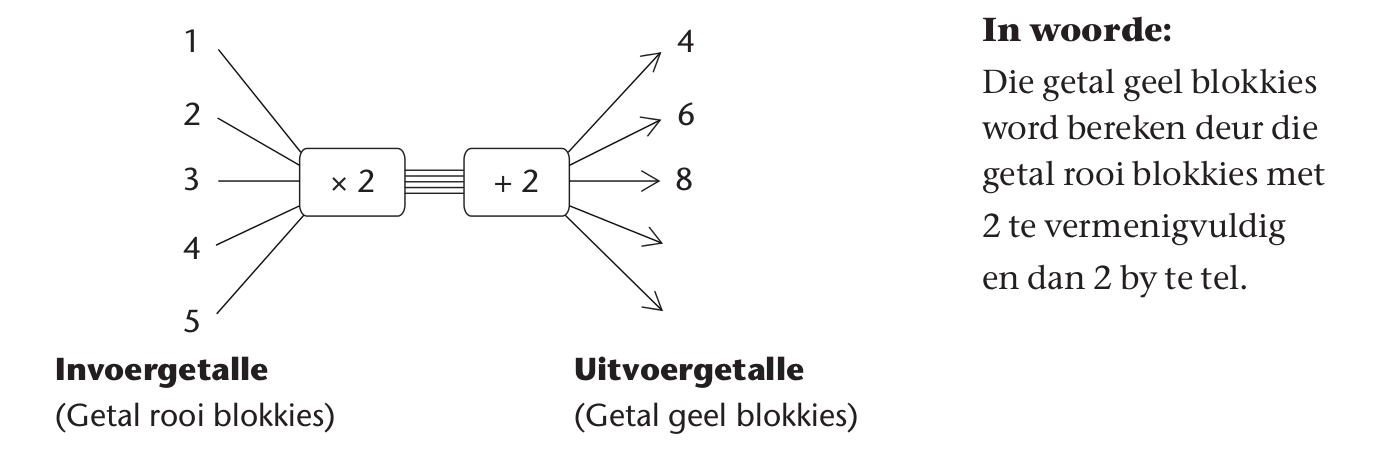 1
2
3
4
5
× 2
+ 2
4
6
8
Invoergetalle
(Getal rooi blokkies)
Uitvoergetalle
(Getal geel blokkies)
In woorde:
Die getal geel blokkies
word bereken deur die
getal rooi blokkies met
2 te vermenigvuldig
en dan 2 by te tel.